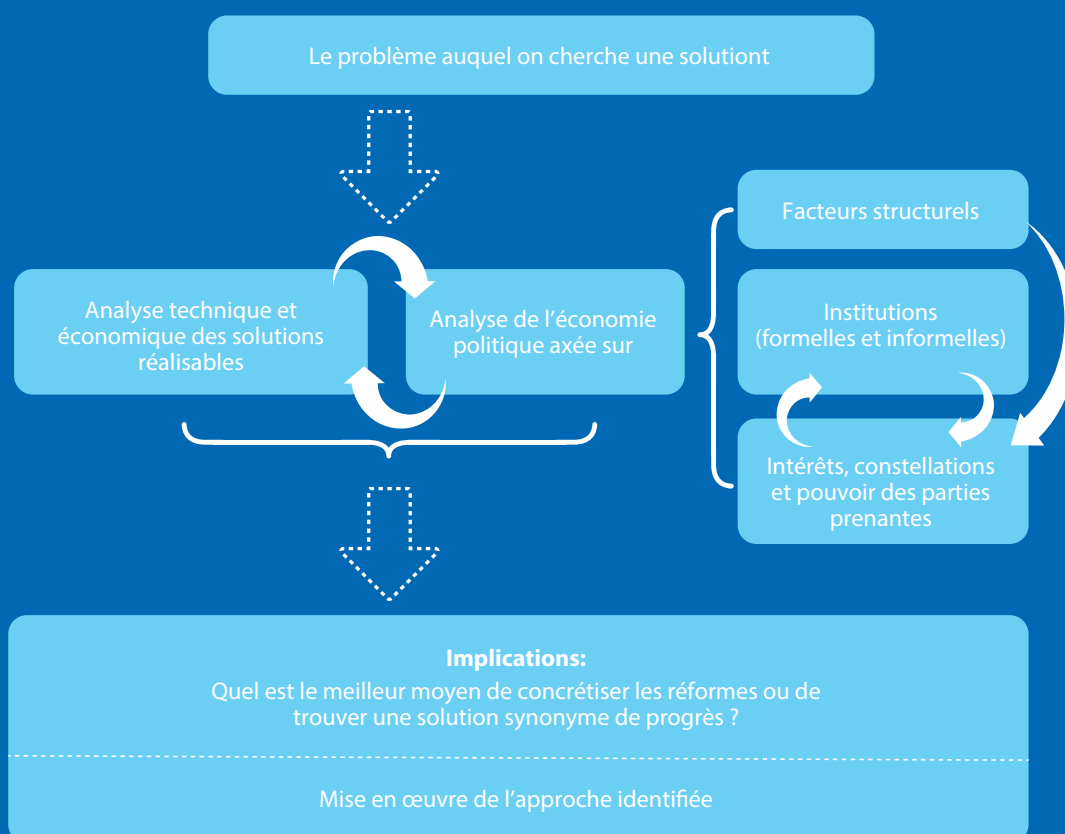 Le problème auquel on cherche une solutiont
Analyse technique et
économique des solutions
réalisables
Analyse de l'économie
politique axée sur
Facteurs structurels
Institutions
(formelles et informelles)
Intérêts, constellations
et pouvoir des parties
prenantes
Implications:
Quel est le meilleur moyen de concrétiser les réformes ou de
trouver une solution synonyme de progrès ?
Mise en œuvre de l'approche identifiée